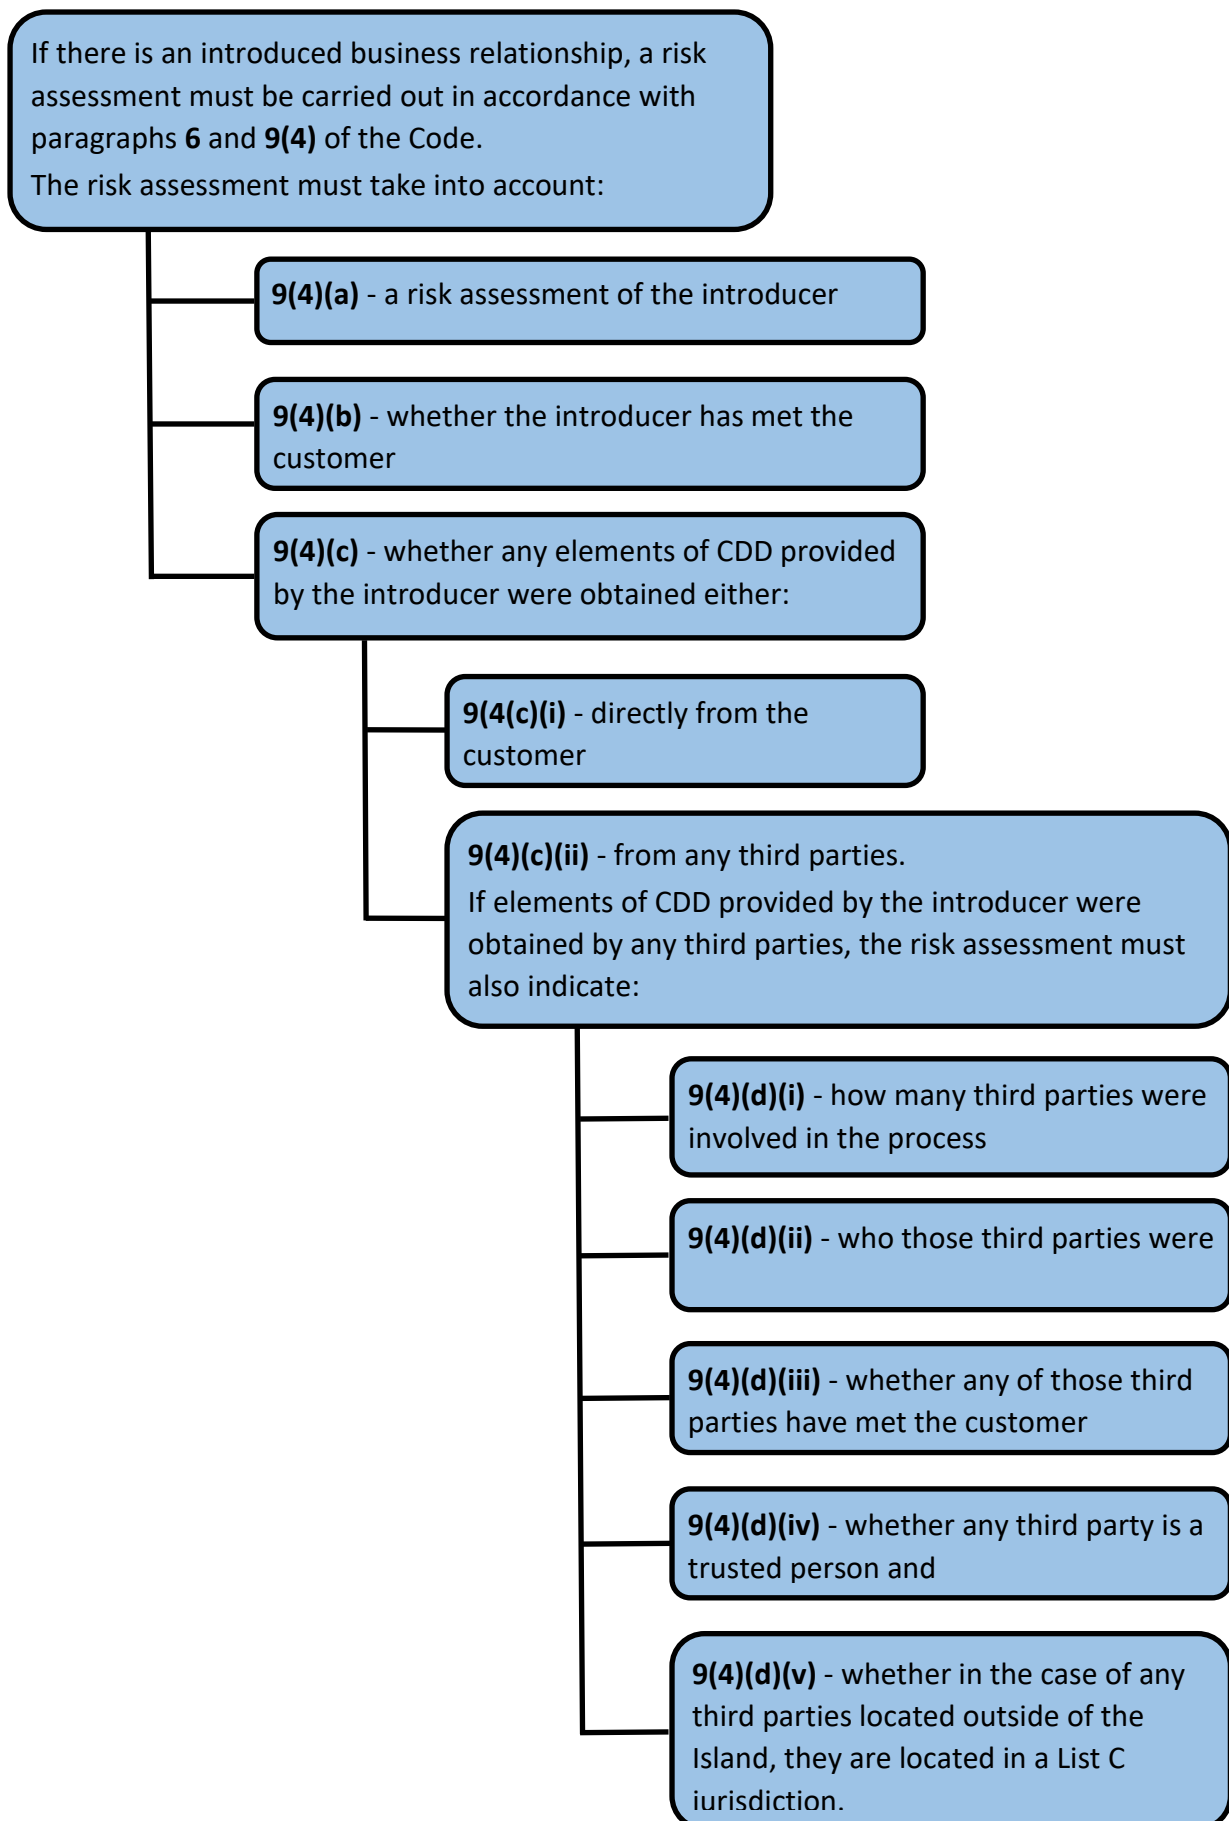 If there is an introduced business relationship, a risk
assessment must be carried out in accordance with
paragraphs 6 and 9(4) of the Code.
The risk assessment must take into account:
9(4)(a) - a risk assessment of the introducer
9(4)(b) - whether the introducer has met the
customer
9(4)(c) - whether any elements of CDD provided
by the introducer were obtained either:
9(4(c)(i) - directly from the
customer
9(4)(c)(ii) - from any third parties.
If elements of CDD provided by the introducer were
obtained by any third parties, the risk assessment must
also indicate:
9(4)(d)(i) - how many third parties were
involved in the process
9(4)(d)(ii) - who those third parties were
9(4)(d)(iii) - whether any of those third
parties have met the customer
9(4)(d)(iv) - whether any third party is a
trusted person and
9(4)(d)(v) - whether in the case of any
third parties located outside of the
Island, they are located in a List C
jurisdiction.